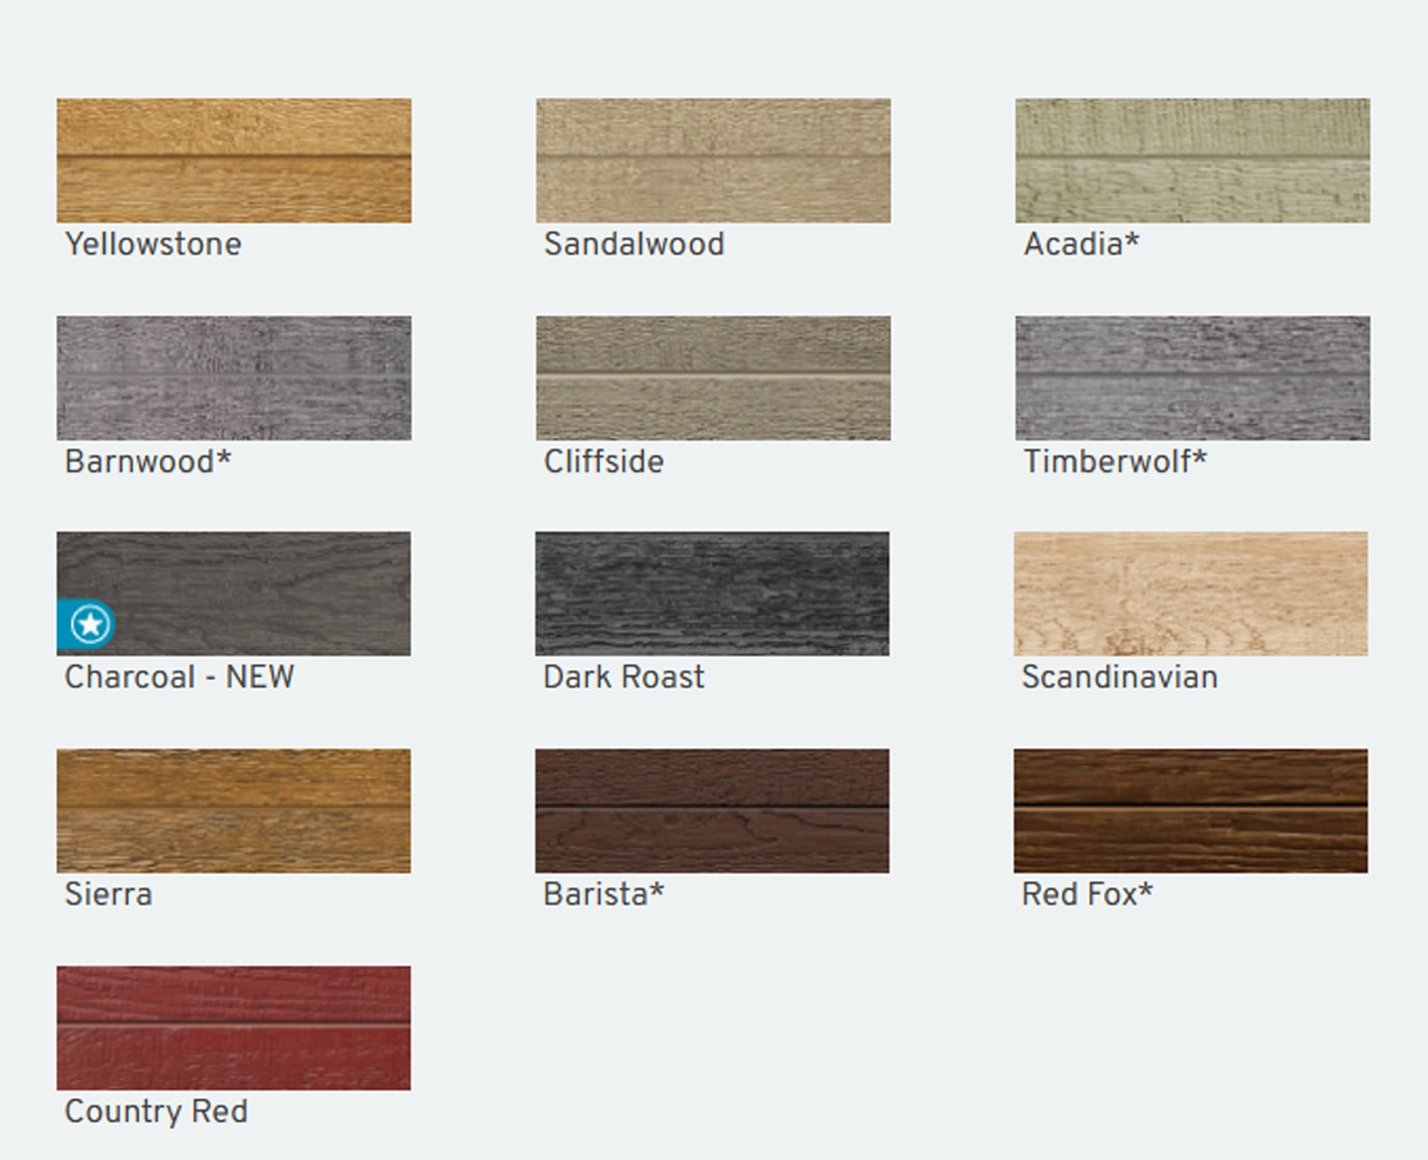 Yellowstone
Sandalwood
Acadia*
Barnwood*
Cliffside
Timberwolf*
Charcoal - NEW
Dark Roast
Scandinavian
Sierra
Barista*
Red Fox*
Country Red